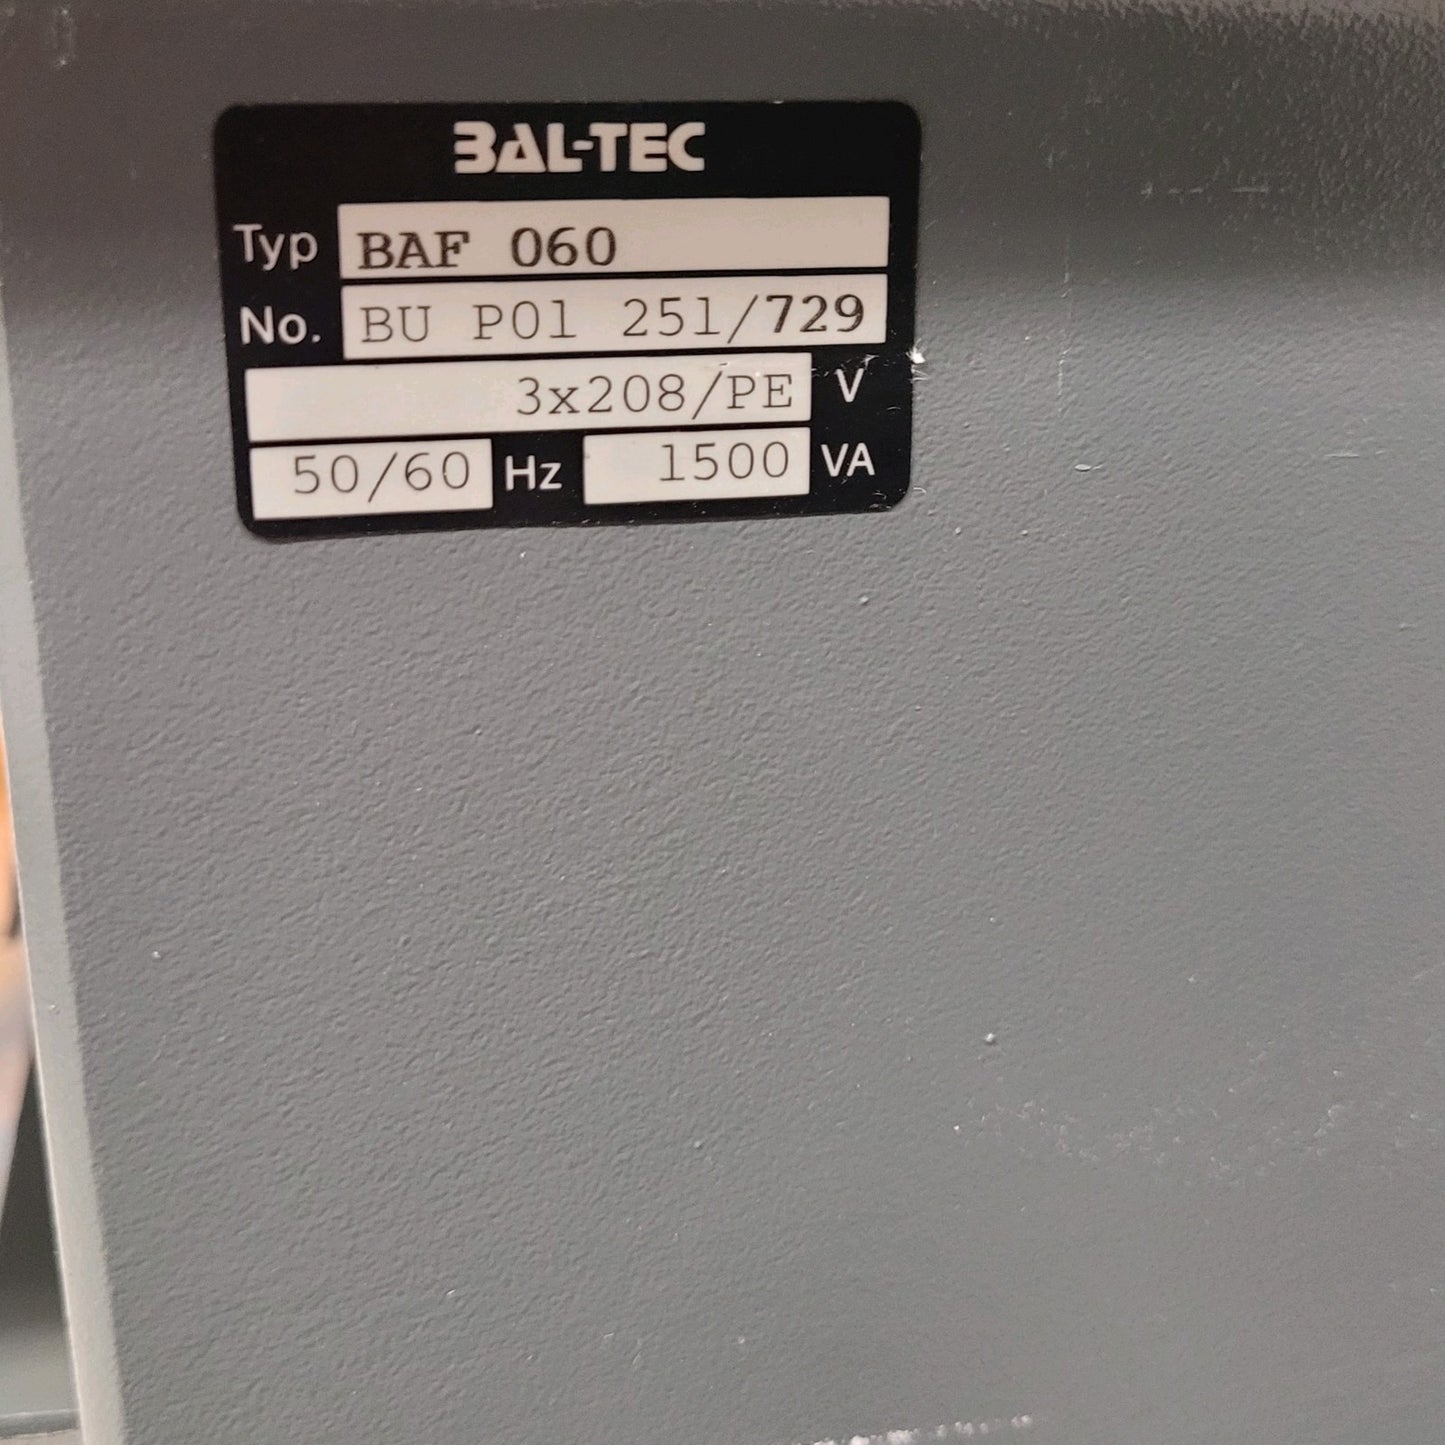 BAL-TEC
Typ BAF 060
No. BU P01 251/729
3x208/PE V
50/60 Hz 1500 VA